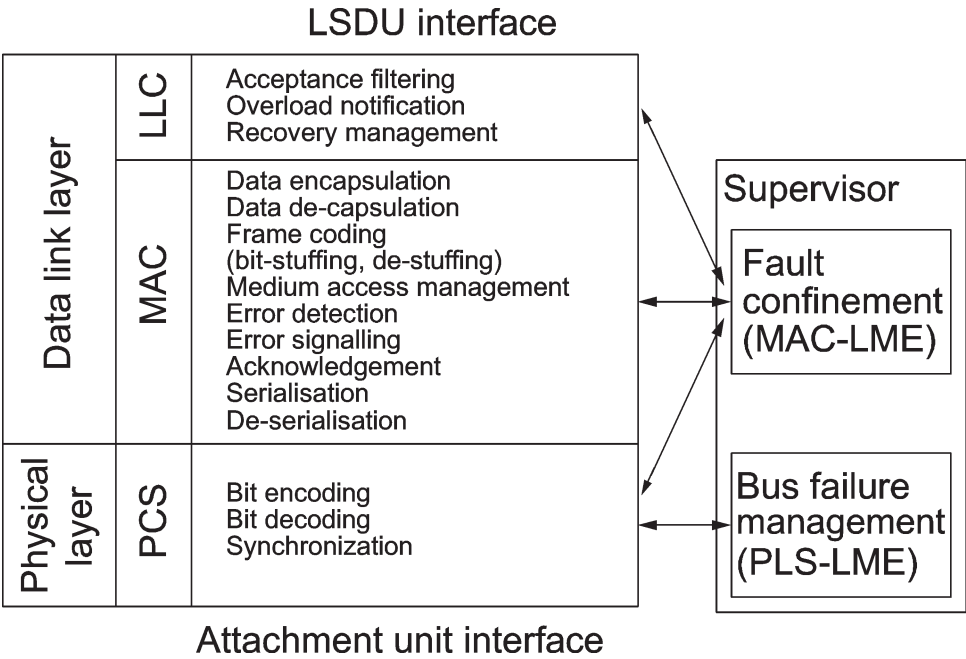 LSDU interface
Data link layer
LLC
Acceptance filtering
Overload notification
Recovery management
MAC
Data encapsulation
Data de-capsulation
Frame coding
(bit-stuffing, de-stuffing)
Medium access management
Error detection
Error signalling
Acknowledgement
Serialisation
De-serialisation
Physical
layer
PCS
Bit encoding
Bit decoding
Synchronization
Supervisor
Fault
confinement
(MAC-LME)
Bus failure
management
(PLS-LME)
Attachment unit interface